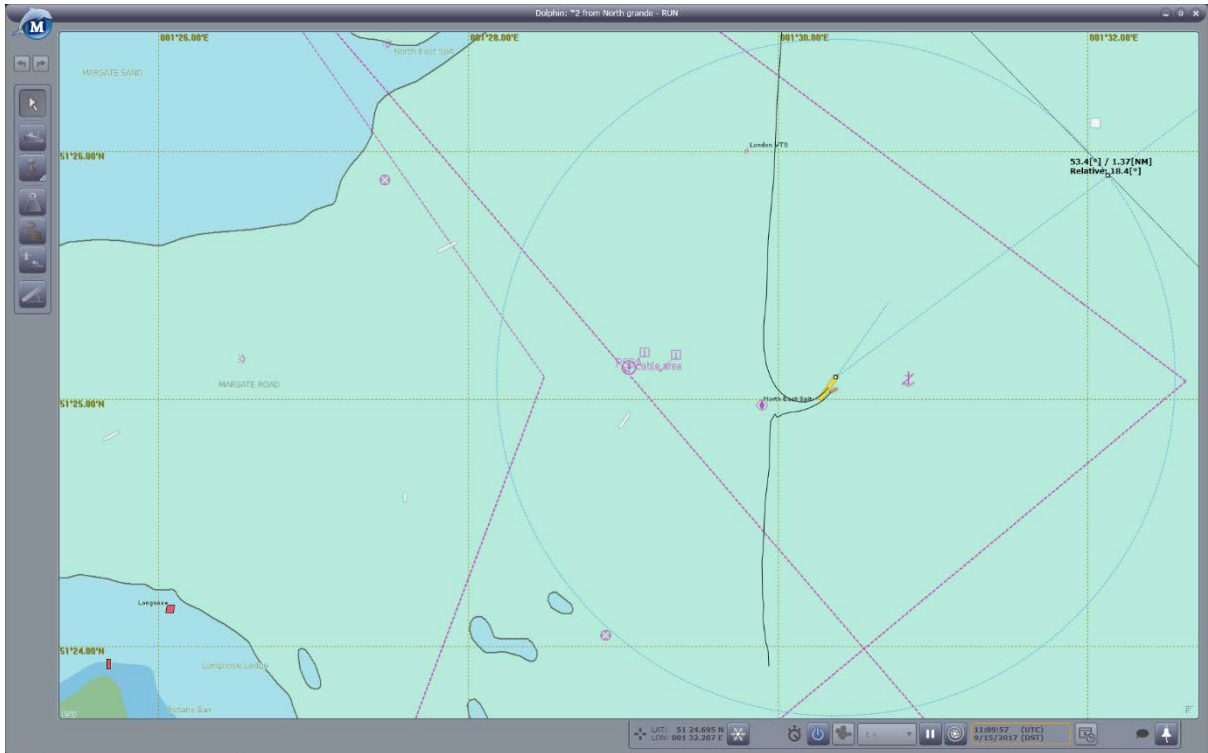 Dolphin: "2 from North grande - RUN
M
001°26.00'E
001°28.00'E
001°30.00'E
001°32.00'E
North East Spit
MARGATE SAND
London VTS
51°26.00'N
53.4[°] / 1.37[NM]
Relative: 18.4[°]
cable area
MARGATE ROAD
51°25.00'N
North East Spit
Longnose
51°24.00'N
Longnose Ledge
Botany Bay
Bay
LAT: 51 24.695 N
LON: 001 32.287 E
1 x
11:09:57 (UTC)
9/15/2017 (DST)